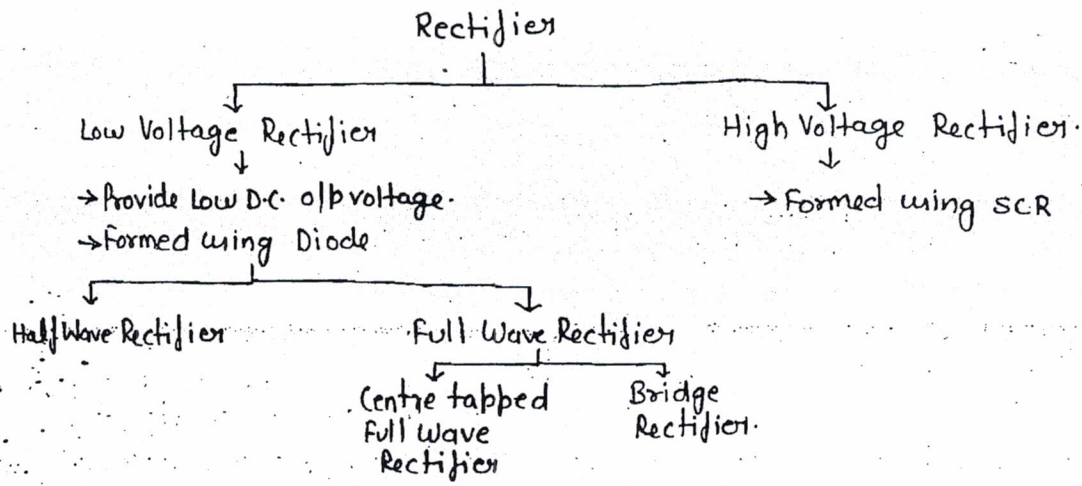 Rectifier
Low Voltage Rectifier
High Voltage Rectifier.
→ Provide Low D.C. o/p voltage.
→ Formed using Diode
→ Formed using SCR
Half Wave Rectifier
Full Wave Rectifier
Centre tapped
Full Wave
Rectifier
Bridge
Rectifier.